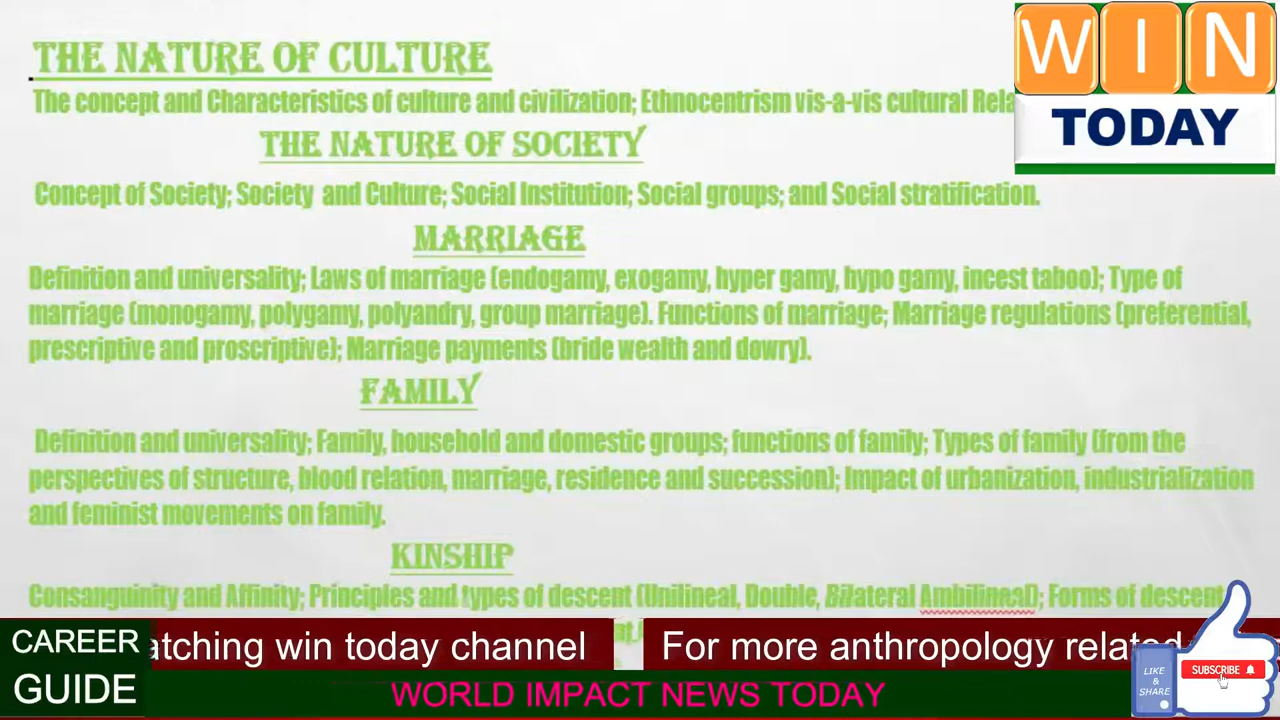 THE NATURE OF CULTURE
The concept and Characteristics of culture and civilization; Ethnocentrism vis-a-vis cultural Rela
THE NATURE OF SOCIETY
Concept of Society; Society and Culture; Social Institution; Social groups; and Social stratification.
MARRIAGE
Definition and universality; Laws of marriage (endogamy, exogamy, hyper gamy, hypo gamy, incest taboo); Type of
marriage (monogamy, polygamy, polyandry, group marriage). Functions of marriage; Marriage regulations (preferential,
prescriptive and proscriptive); Marriage payments (bride wealth and dowry).
FAMILY
Definition and universality; Family, household and domestic groups; functions of family; Types of family (from the
perspectives of structure, blood relation, marriage, residence and succession); Impact of urbanization, industrialization
and feminist movements on family.
KINSHIP
Consanguinity and Affinity; Principles and types of descent (Unilineal, Double, Bilateral Ambilineal); Forms of descent
WIN
TODAY
CAREER
GUIDE
atching win today channel
For more anthropology related
WORLD IMPACT NEWS TODAY
LIKE
&
SHARE
SUBSCRIBE